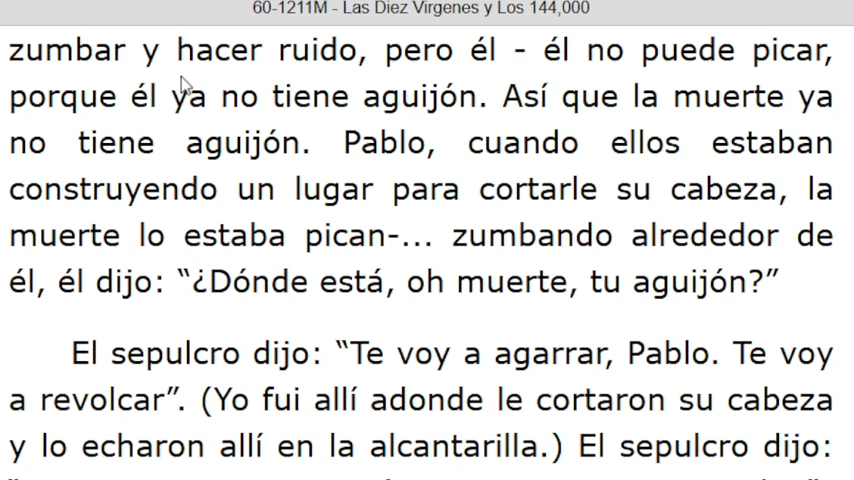 60-1211M - Las Diez Virgenes y Los 144,000
zumbar y hacer ruido, pero él - él no puede picar,
porque él ya no tiene aguijón. Así que la muerte ya
no tiene aguijón. Pablo, cuando ellos estaban
construyendo un lugar para cortarle su cabeza, la
muerte lo estaba pican-... zumbando alrededor de
él, él dijo: “¿Dónde está, oh muerte, tu aguijón?”
El sepulcro dijo: “Te voy a agarrar, Pablo. Te voy
a revolcar”. (Yo fui allí adonde le cortaron su cabeza
y lo echaron allí en la alcantarilla.) El sepulcro dijo: